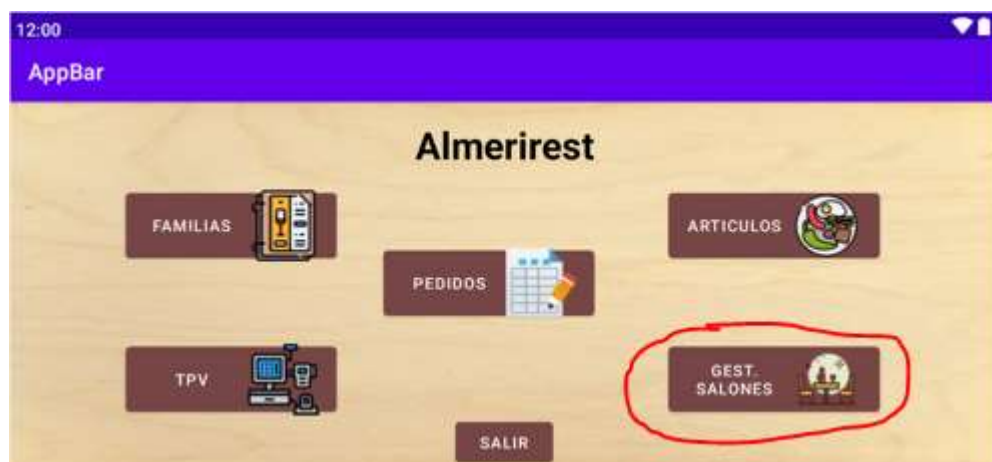 12:00
AppBar
Almerirest
FAMILIAS
ARTICULOS
PEDIDOS
TPV
GEST.
SALONES
SALIR